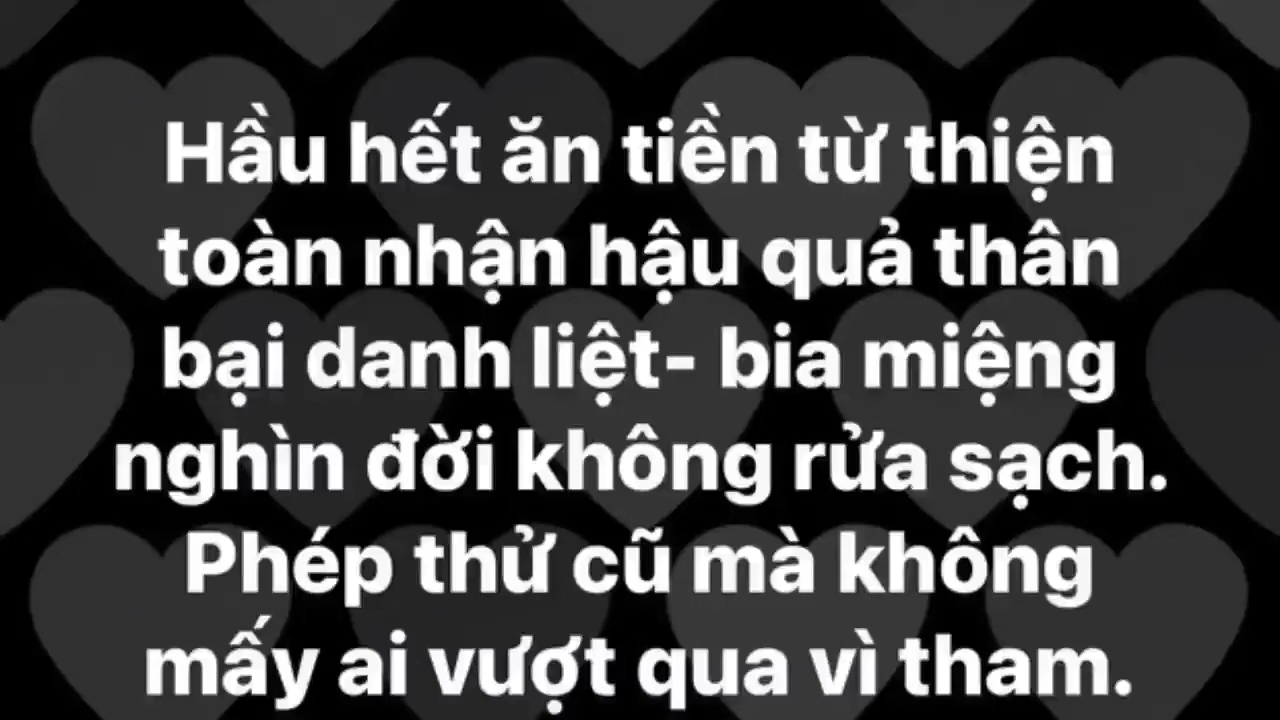 Hầu hết ăn tiền từ thiện
toàn nhận hậu quả thân
bại danh liệt- bia miệng
nghìn đời không rửa sạch.
Phép thử cũ mà không
mấy ai vượt qua vì tham.